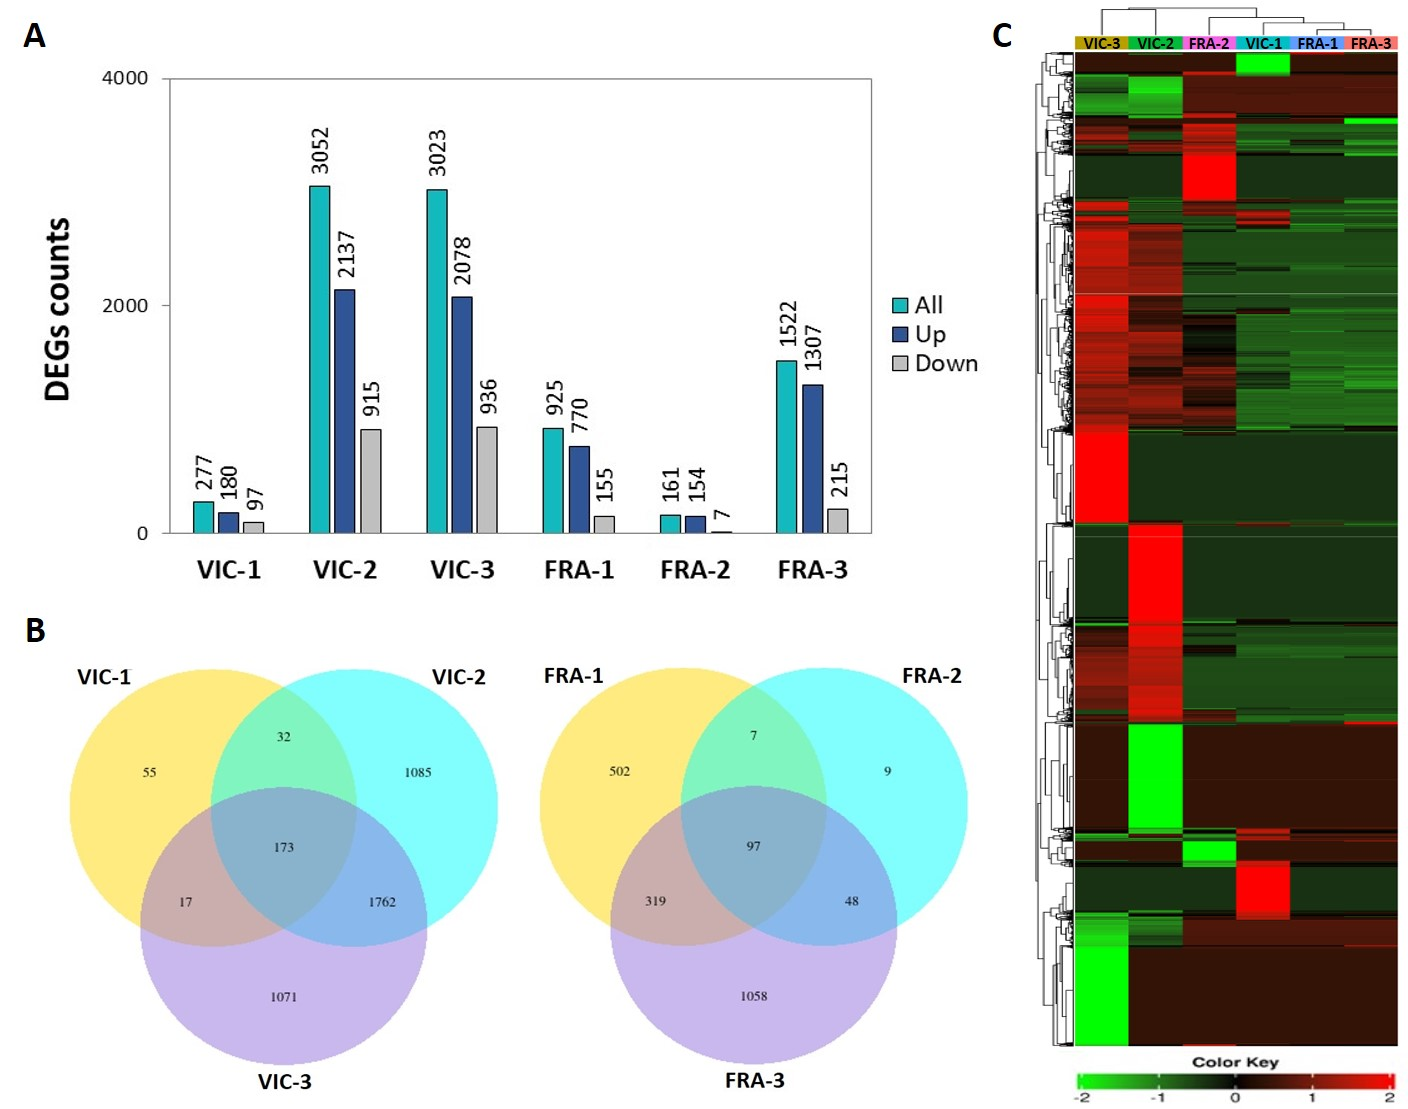 A
4000
2000
0
DEGs counts
277
180
97
3052
2137
915
3023
2078
936
925
770
155
161
154
7
1522
1307
215
VIC-1
VIC-2
VIC-3
FRA-1
FRA-2
FRA-3
All
Up
Down
B
VIC-1
VIC-2
32
55
1085
173
17
1762
1071
VIC-3
FRA-1
FRA-2
7
502
9
97
319
48
1058
FRA-3
C
VIC-3 VIC-2 FRA-2 VIC-1 FRA-1 FRA-3
Color Key
-2 -1 0 1 2